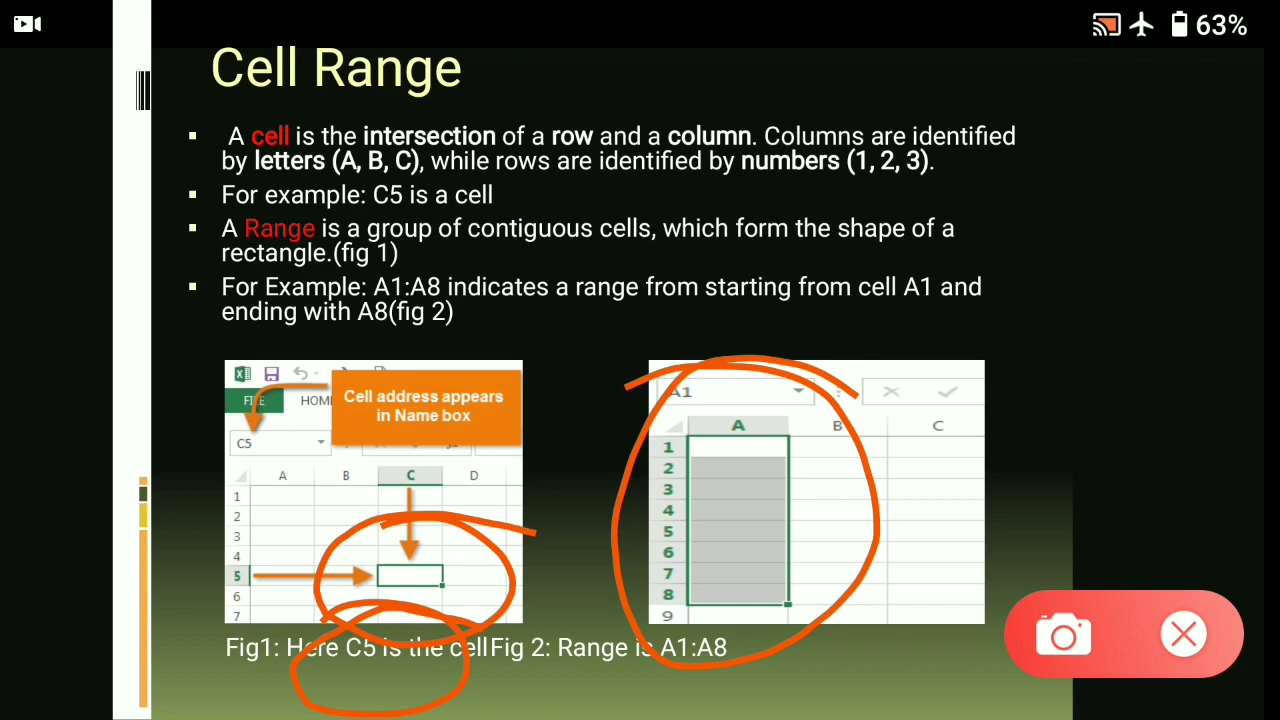 63%
Cell Range
A cell is the intersection of a row and a column. Columns are identified
by letters (A, B, C), while rows are identified by numbers (1, 2, 3).
For example: C5 is a cell
A Range is a group of contiguous cells, which form the shape of a
rectangle.(fig 1)
For Example: A1:A8 indicates a range from starting from cell A1 and
ending with A8(fig 2)
Cell address appears
in Name box
HOM
C5
A B C D
1
2
3
4
5
6
7
A1
A B C
1
2
3
4
5
6
7
8
9
Fig1: Here C5 is the cell Fig 2: Range is A1:A8